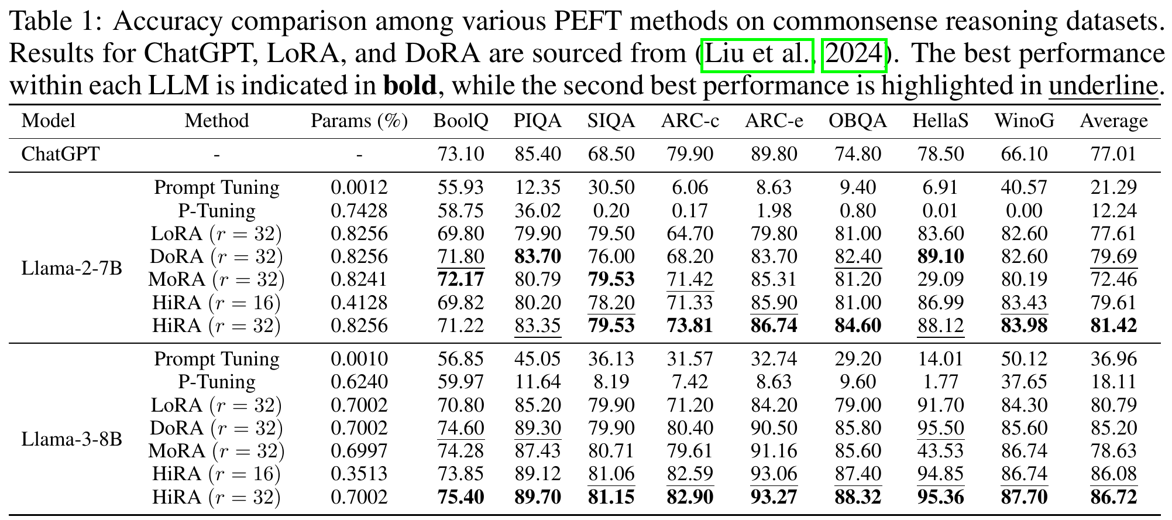 Table 1: Accuracy comparison among various PEFT methods on commonsense reasoning datasets.
Results for ChatGPT, LoRA, and DoRA are sourced from (Liu et al., 2024). The best performance
within each LLM is indicated in bold, while the second best performance is highlighted in underline.
Model Method Params (%) BoolQ PIQA SIQA ARC-c ARC-e OBQA HellaS WinoG Average
ChatGPT - - 73.10 85.40 68.50 79.90 89.80 74.80 78.50 66.10 77.01
Prompt Tuning 0.0012 55.93 12.35 30.50 6.06 8.63 9.40 6.91 40.57 21.29
P-Tuning 0.7428 58.75 36.02 0.20 0.17 1.98 0.80 0.01 0.00 12.24
LoRA (r = 32) 0.8256 69.80 79.90 79.50 64.70 79.80 81.00 83.60 82.60 77.61
Llama-2-7B DoRA (r = 32) 0.8256 71.80 83.70 76.00 68.20 83.70 82.40 89.10 82.60 79.69
MoRA (r = 32) 0.8241 72.17 80.79 79.53 71.42 85.31 81.20 29.09 80.19 72.46
HiRA (r = 16) 0.4128 69.82 80.20 78.20 71.33 85.90 81.00 86.99 83.43 79.61
HiRA (r = 32) 0.8256 71.22 83.35 79.53 73.81 86.74 84.60 88.12 83.98 81.42
Prompt Tuning 0.0010 56.85 45.05 36.13 31.57 32.74 29.20 14.01 50.12 36.96
P-Tuning 0.6240 59.97 11.64 8.19 7.42 8.63 9.60 1.77 37.65 18.11
LoRA (r = 32) 0.7002 70.80 85.20 79.90 71.20 84.20 79.00 91.70 84.30 80.79
Llama-3-8B DoRA (r = 32) 0.7002 74.60 89.30 79.90 80.40 90.50 85.80 95.50 85.60 85.20
MoRA (r = 32) 0.6997 74.28 87.43 80.71 79.61 91.16 85.60 43.53 86.74 78.63
HiRA (r = 16) 0.3513 73.85 89.12 81.06 82.59 93.06 87.40 94.85 86.74 86.08
HiRA (r = 32) 0.7002 75.40 89.70 81.15 82.90 93.27 88.32 95.36 87.70 86.72